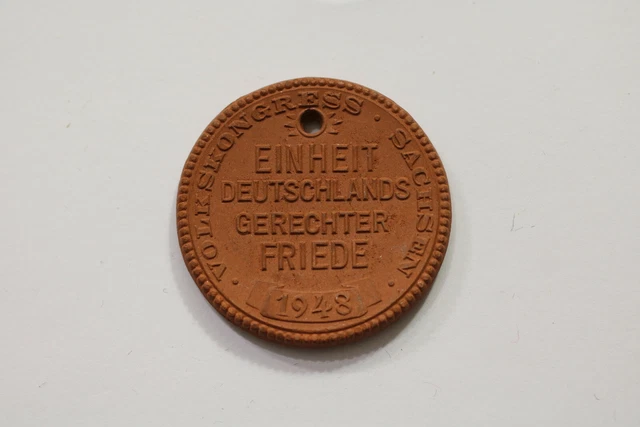 VOLKSKONGRESS · SACHSEN ·
EINHEIT
DEUTSCHLANDS
GERECHTER
FRIEDE
1948